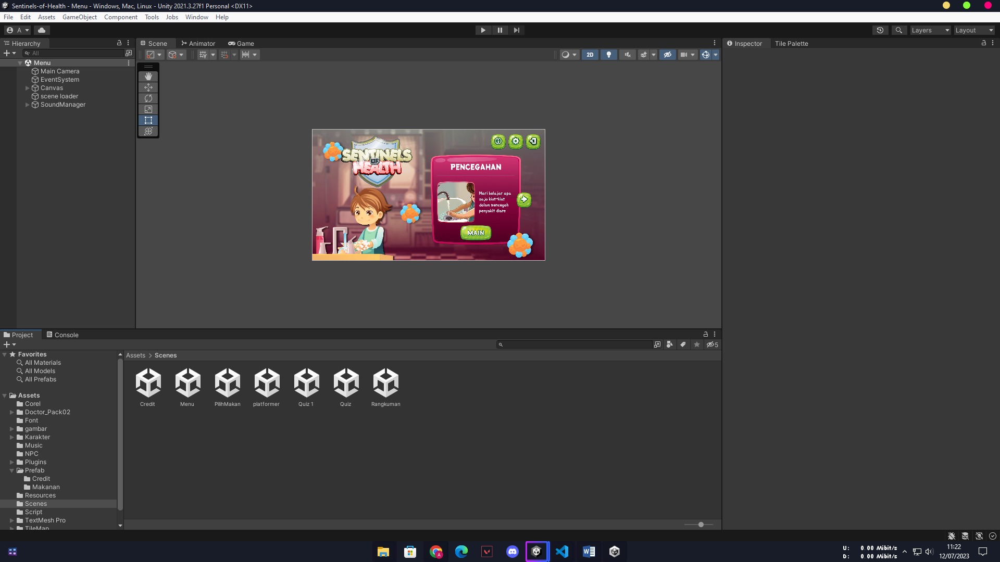 Sentinels-of-Health - Menu - Windows, Mac, Linux - Unity 2021.3.27f1 Personal <DX11>
File Edit Assets GameObject Component Tools Jobs Window Help
A
Layers
Layout
Hierarchy
All
Menu
Main Camera
EventSystem
Canvas
scene loader
SoundManager
Scene
Animator
Game
2D
SENTINELS
OF
HEALTH
PENCEGAHAN
Mari belajar apa
saja kiat-kiat
dalam mencegah
penyakit diare
MAIN
Inspector
Tile Palette
Project
Console
5
Favorites
All Materials
All Models
All Prefabs
Assets
Corel
Doctor_Pack02
Font
gambar
Karakter
Music
NPC
Plugins
Prefab
Credit
Makanan
Resources
Scenes
Script
TextMesh Pro
TileMap
Assets > Scenes
Credit
Menu
PilihMakan
platformer
Quiz 1
Quiz
Rangkuman
U: 0.00 Mibit/s
D: 0.00 Mibit/s
11:22
12/07/2023